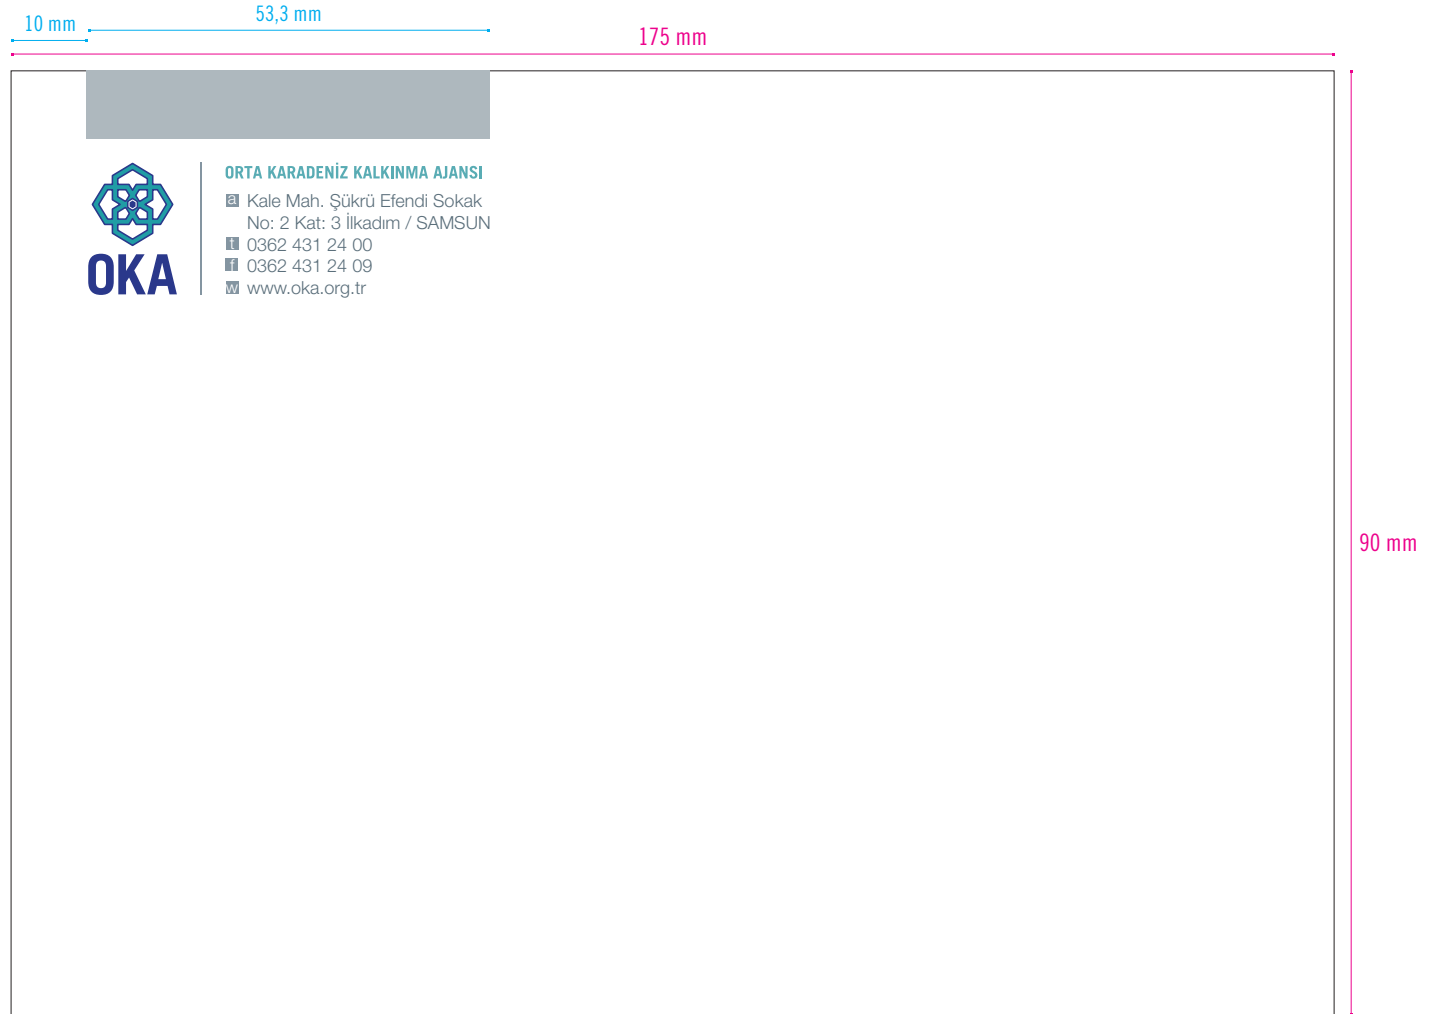 10 mm
53,3 mm
175 mm
ORTA KARADENİZ KALKINMA AJANSI
a Kale Mah. Şükrü Efendi Sokak
No: 2 Kat: 3 İlkadım / SAMSUN
t 0362 431 24 00
f 0362 431 24 09
w www.oka.org.tr
OKA
90 mm